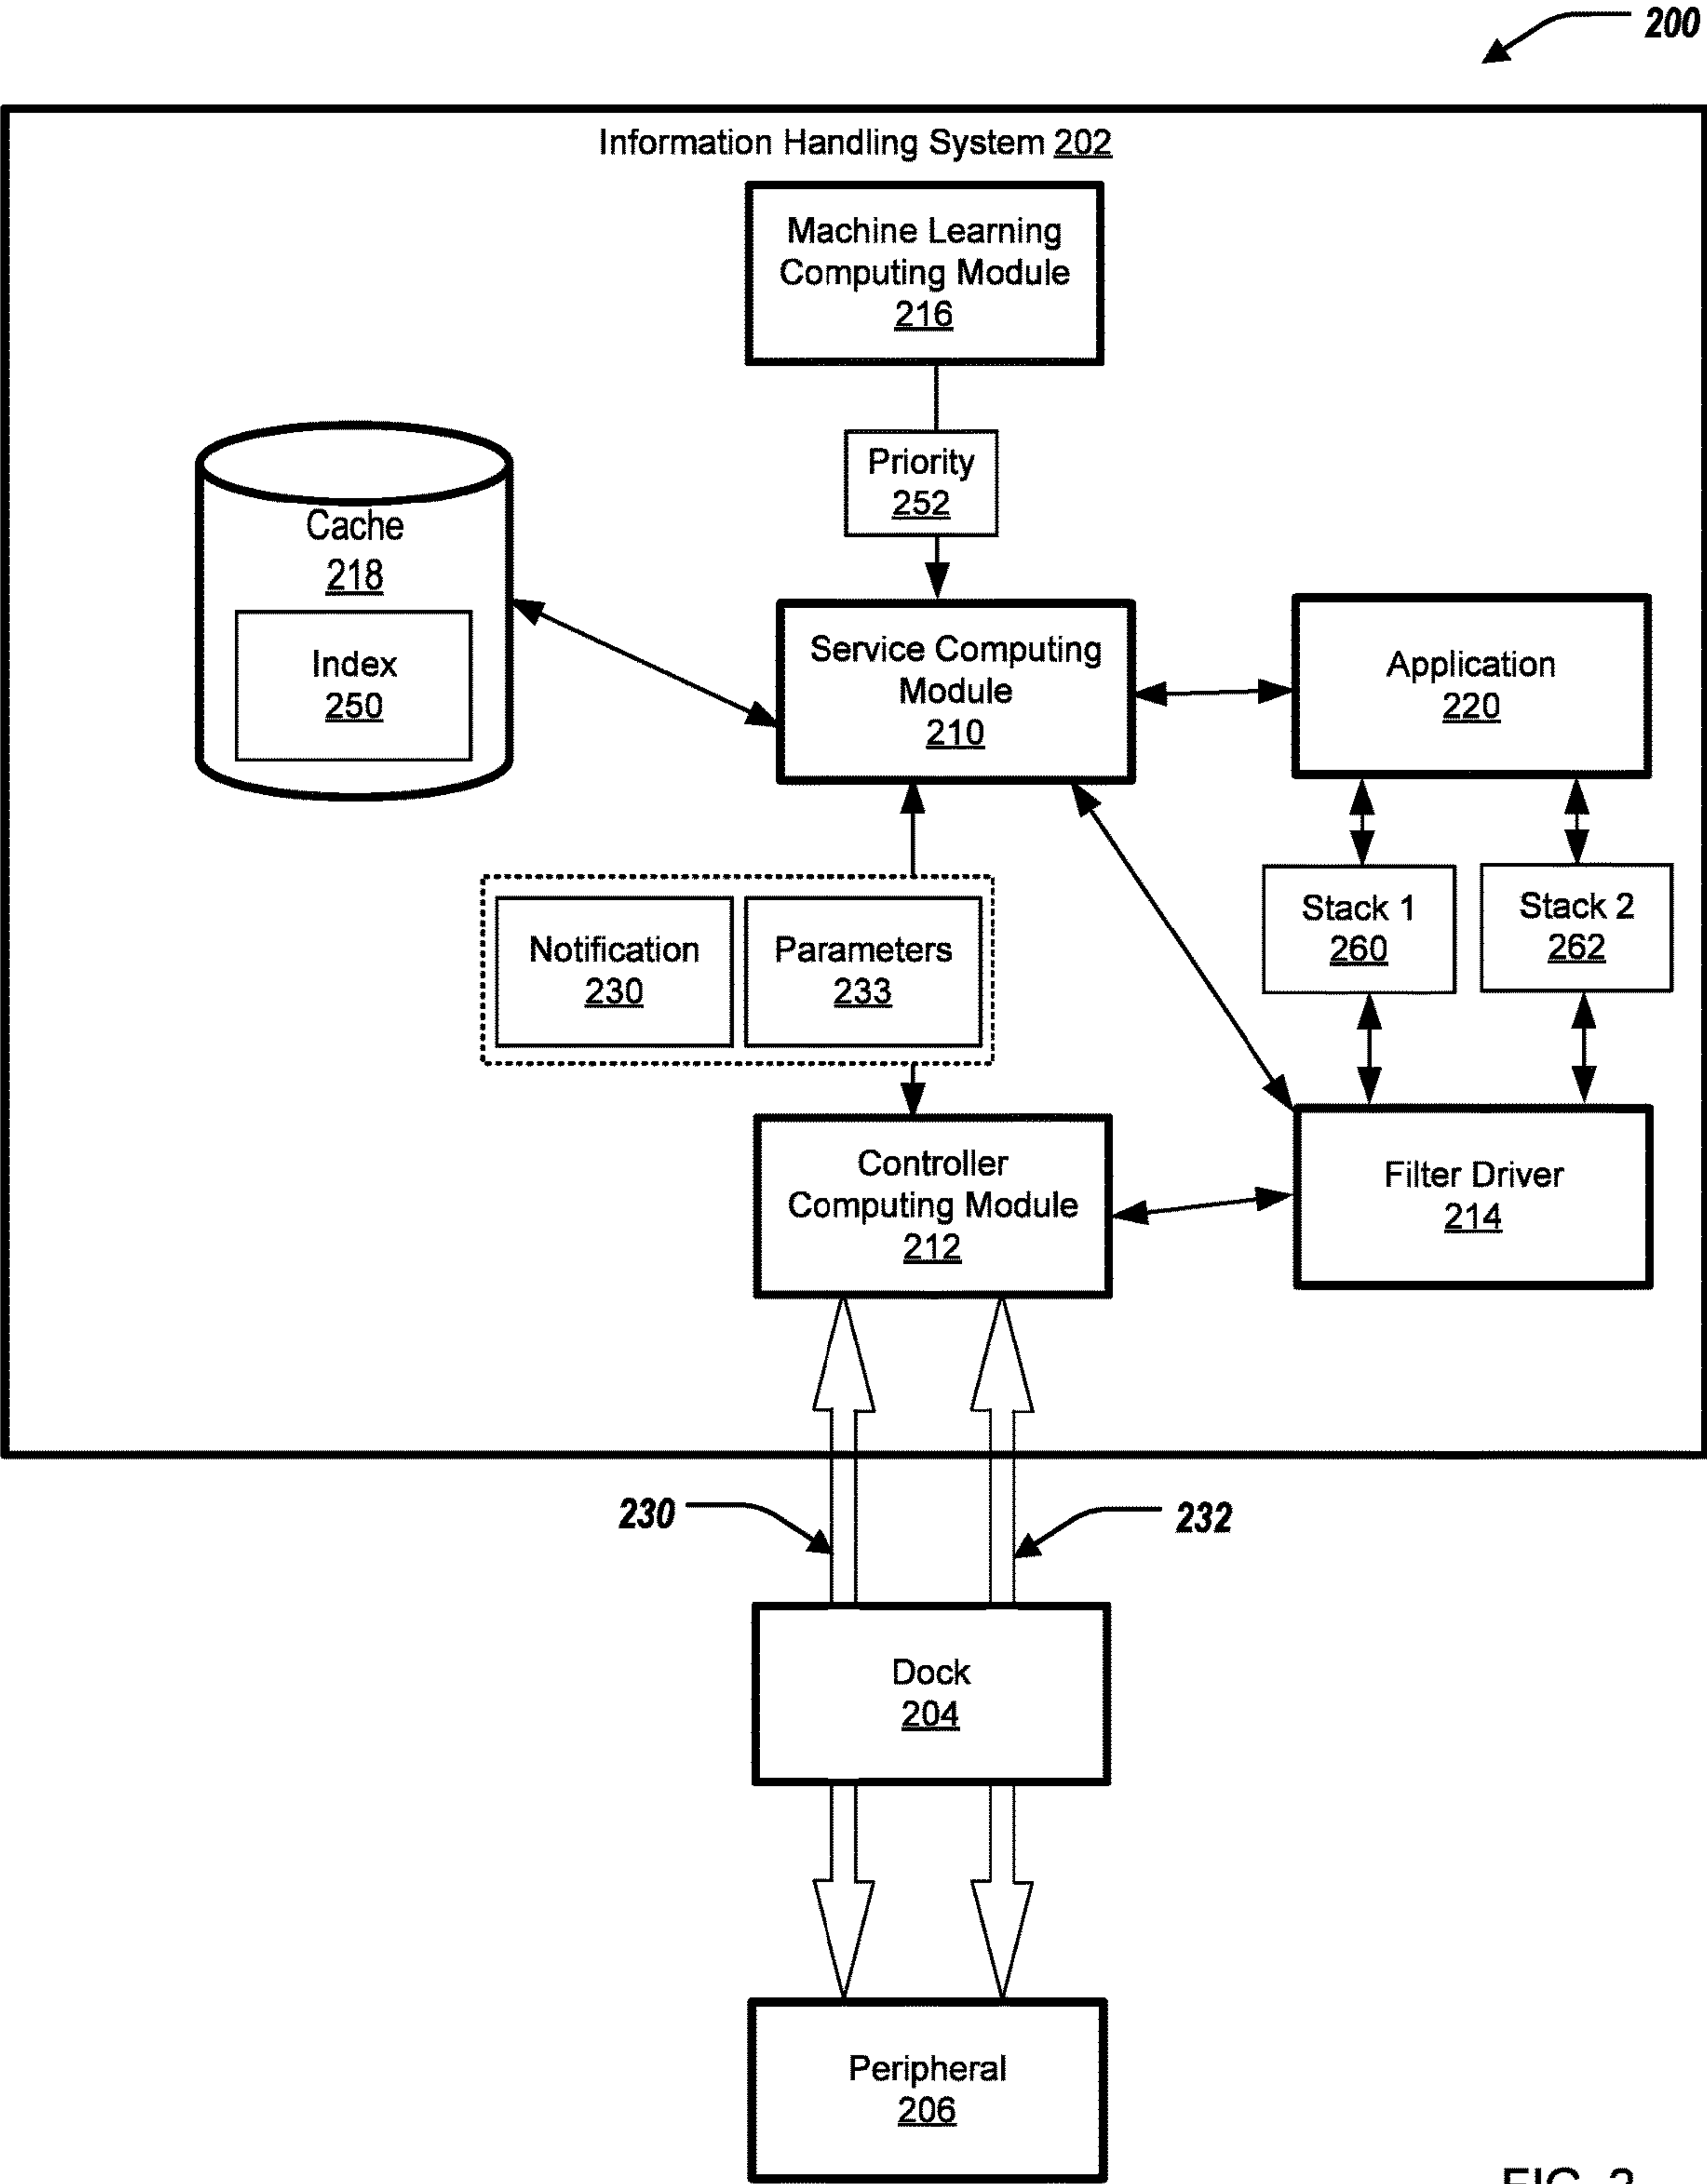 200
Information Handling System 202
Machine Learning
Computing Module
216
Priority
252
Cache
218
Index
250
Service Computing
Module
210
Application
220
Stack 1
260
Stack 2
262
Notification
230
Parameters
233
Controller
Computing Module
212
Filter Driver
214
230
232
Dock
204
Peripheral
206